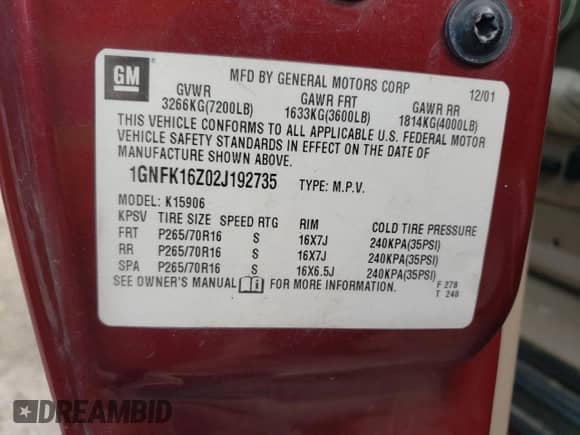 GM
MFD BY GENERAL MOTORS CORP
12/01
GVWR GAWR FRT GAWR RR
3266KG(7200LB) 1633KG(3600LB) 1814KG(4000LB)
THIS VEHICLE CONFORMS TO ALL APPLICABLE U.S. FEDERAL MOTOR
VEHICLE SAFETY STANDARDS IN EFFECT ON THE DATE OF
MANUFACTURE SHOWN ABOVE.
1GNFK16Z02J192735 TYPE: M.P.V.
MODEL: K15906
KPSV TIRE SIZE SPEED RTG RIM COLD TIRE PRESSURE
FRT P265/70R16 S 16X7J 240KPA(35PSI)
RR P265/70R16 S 16X7J 240KPA(35PSI)
SPA P265/70R16 S 16X6.5J 240KPA(35PSI)
SEE OWNER'S MANUAL i FOR MORE INFORMATION.
F 278
T 248
DREAMBID